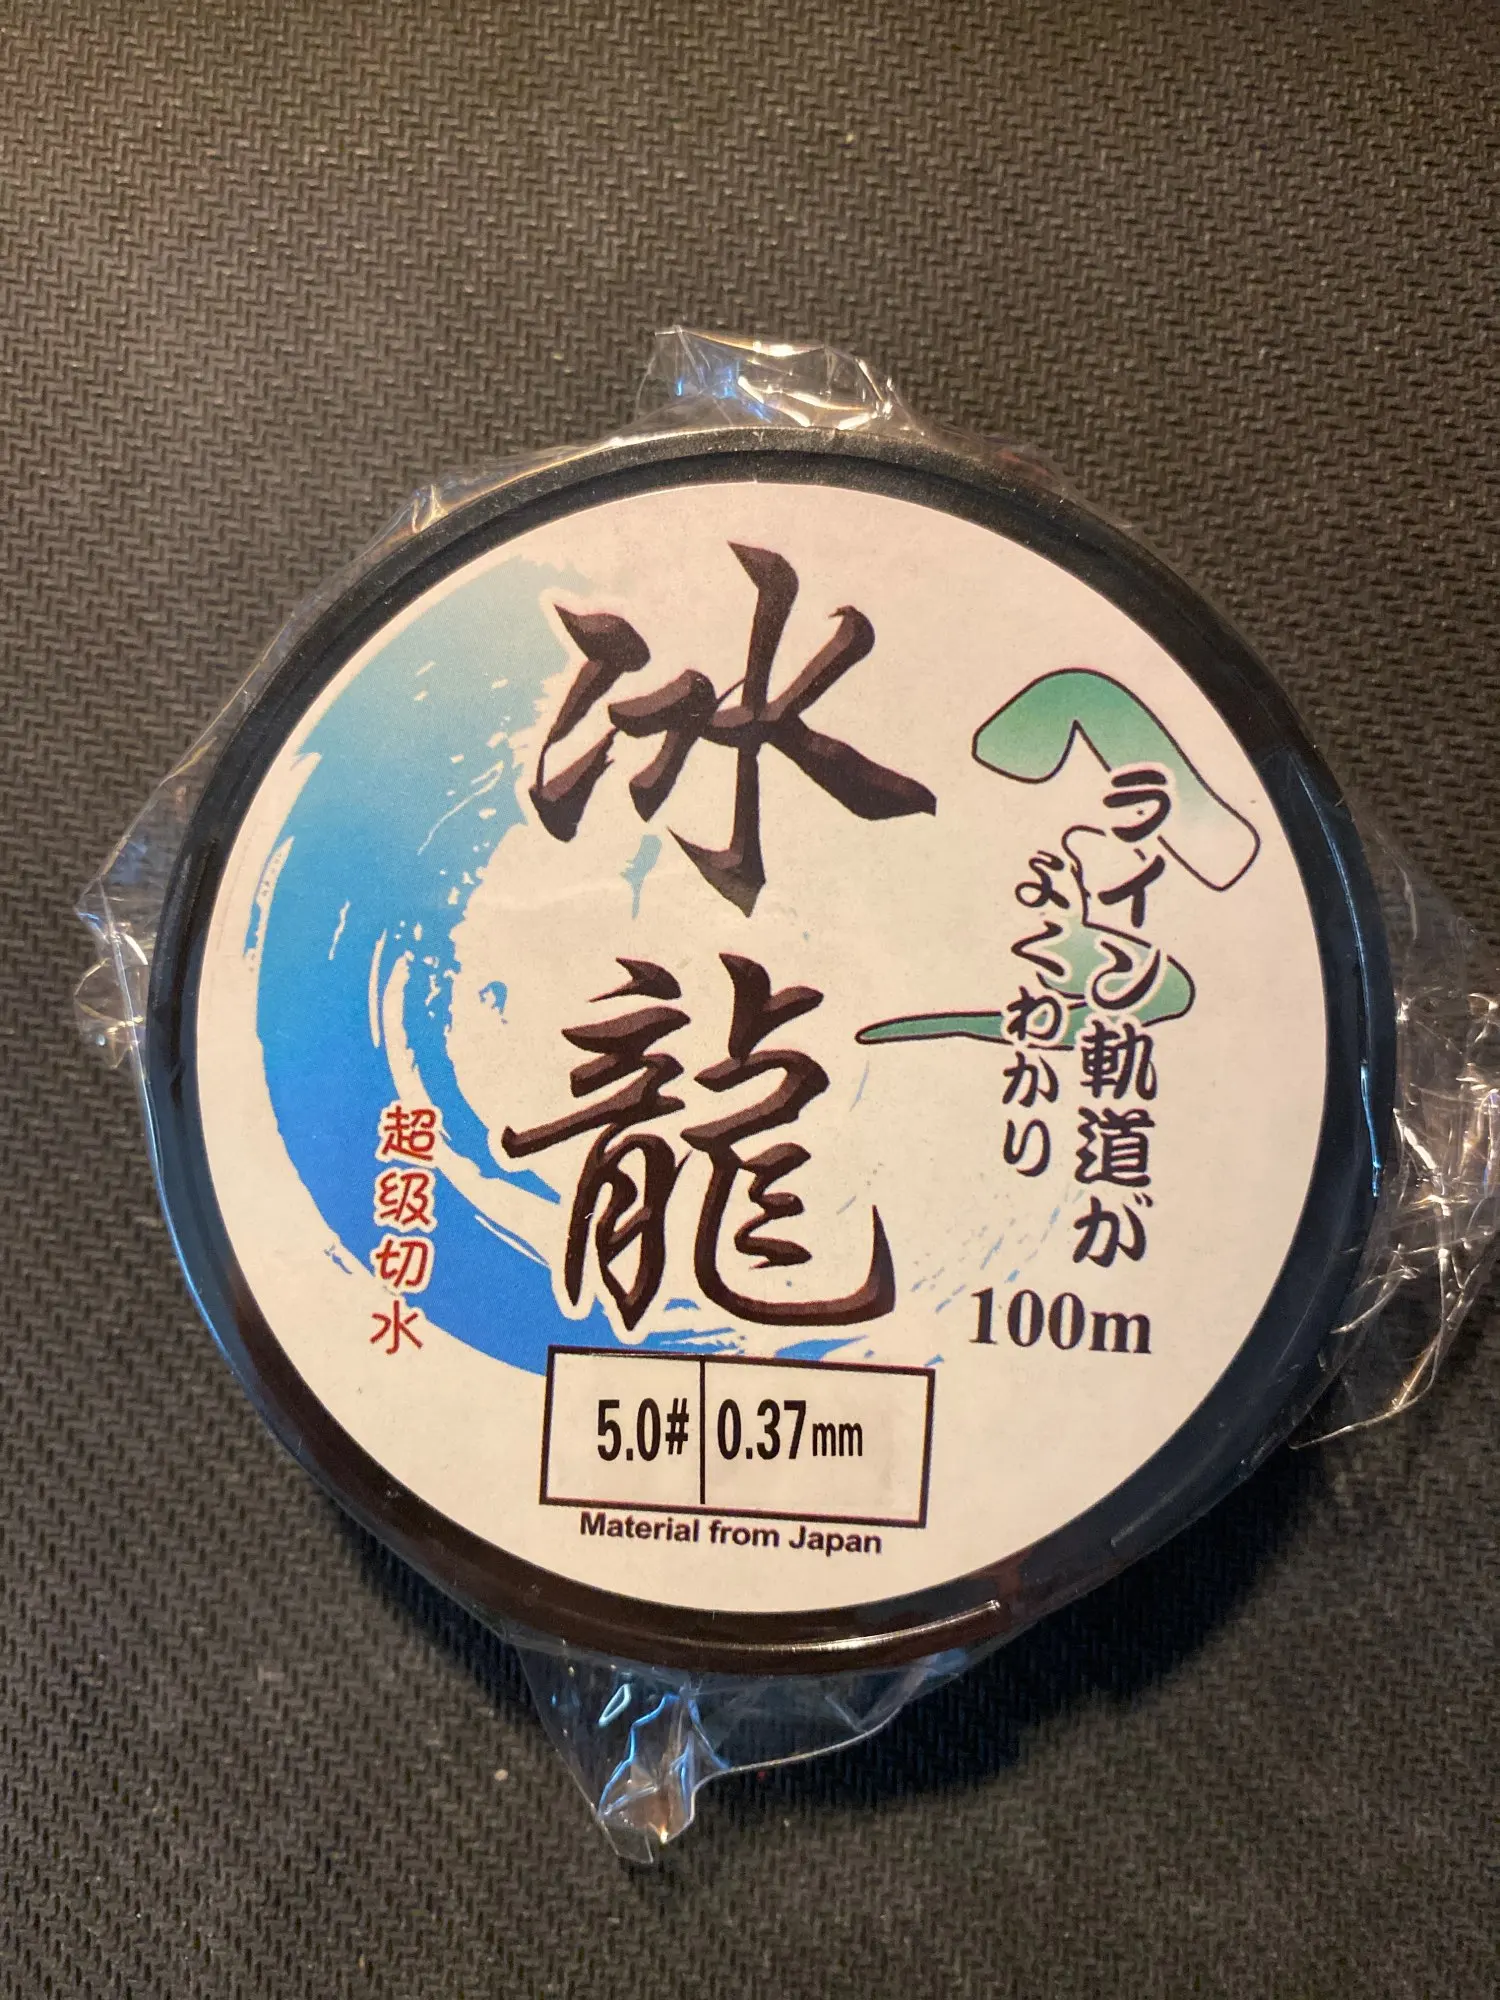 冰龍
ライン軌道が
よくわかり
超级切水
100m
5.0# 0.37mm
Material from Japan